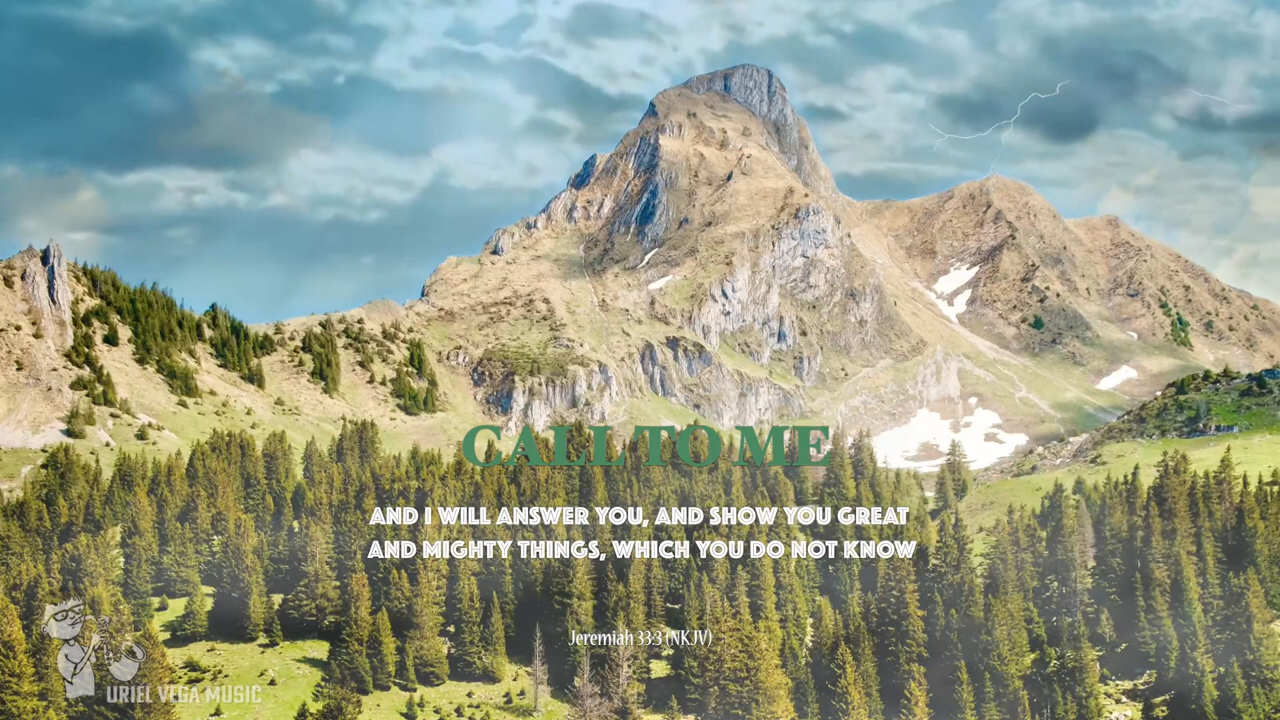 CALL TO ME
AND I WILL ANSWER YOU, AND SHOW YOU GREAT
AND MIGHTY THINGS, WHICH YOU DO NOT KNOW
Jeremiah 33:3 (NKJV)
URIEL VEGA MUSIC